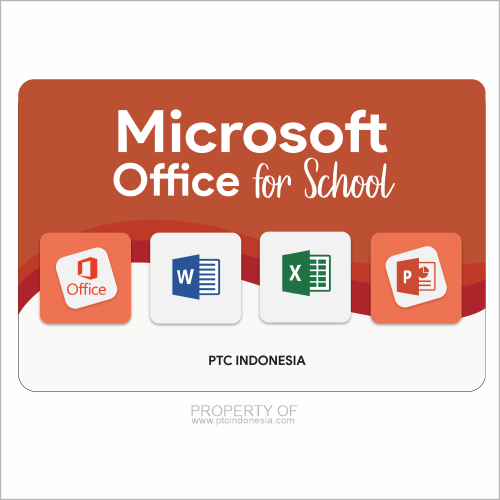 Microsoft
Office for School
Office
W
X
P
PTC INDONESIA
PROPERTY OF
www.ptcindonesia.com